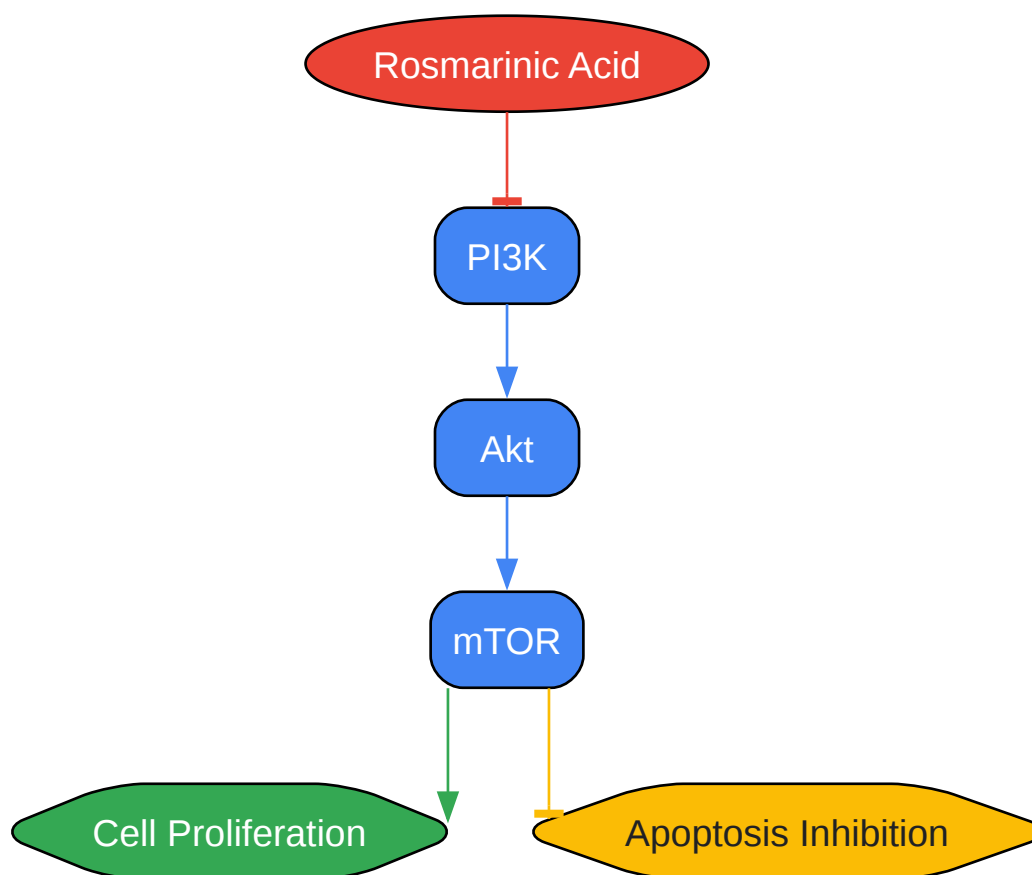 Rosmarinic Acid
PI3K
Akt
mTOR
Cell Proliferation
Apoptosis Inhibition